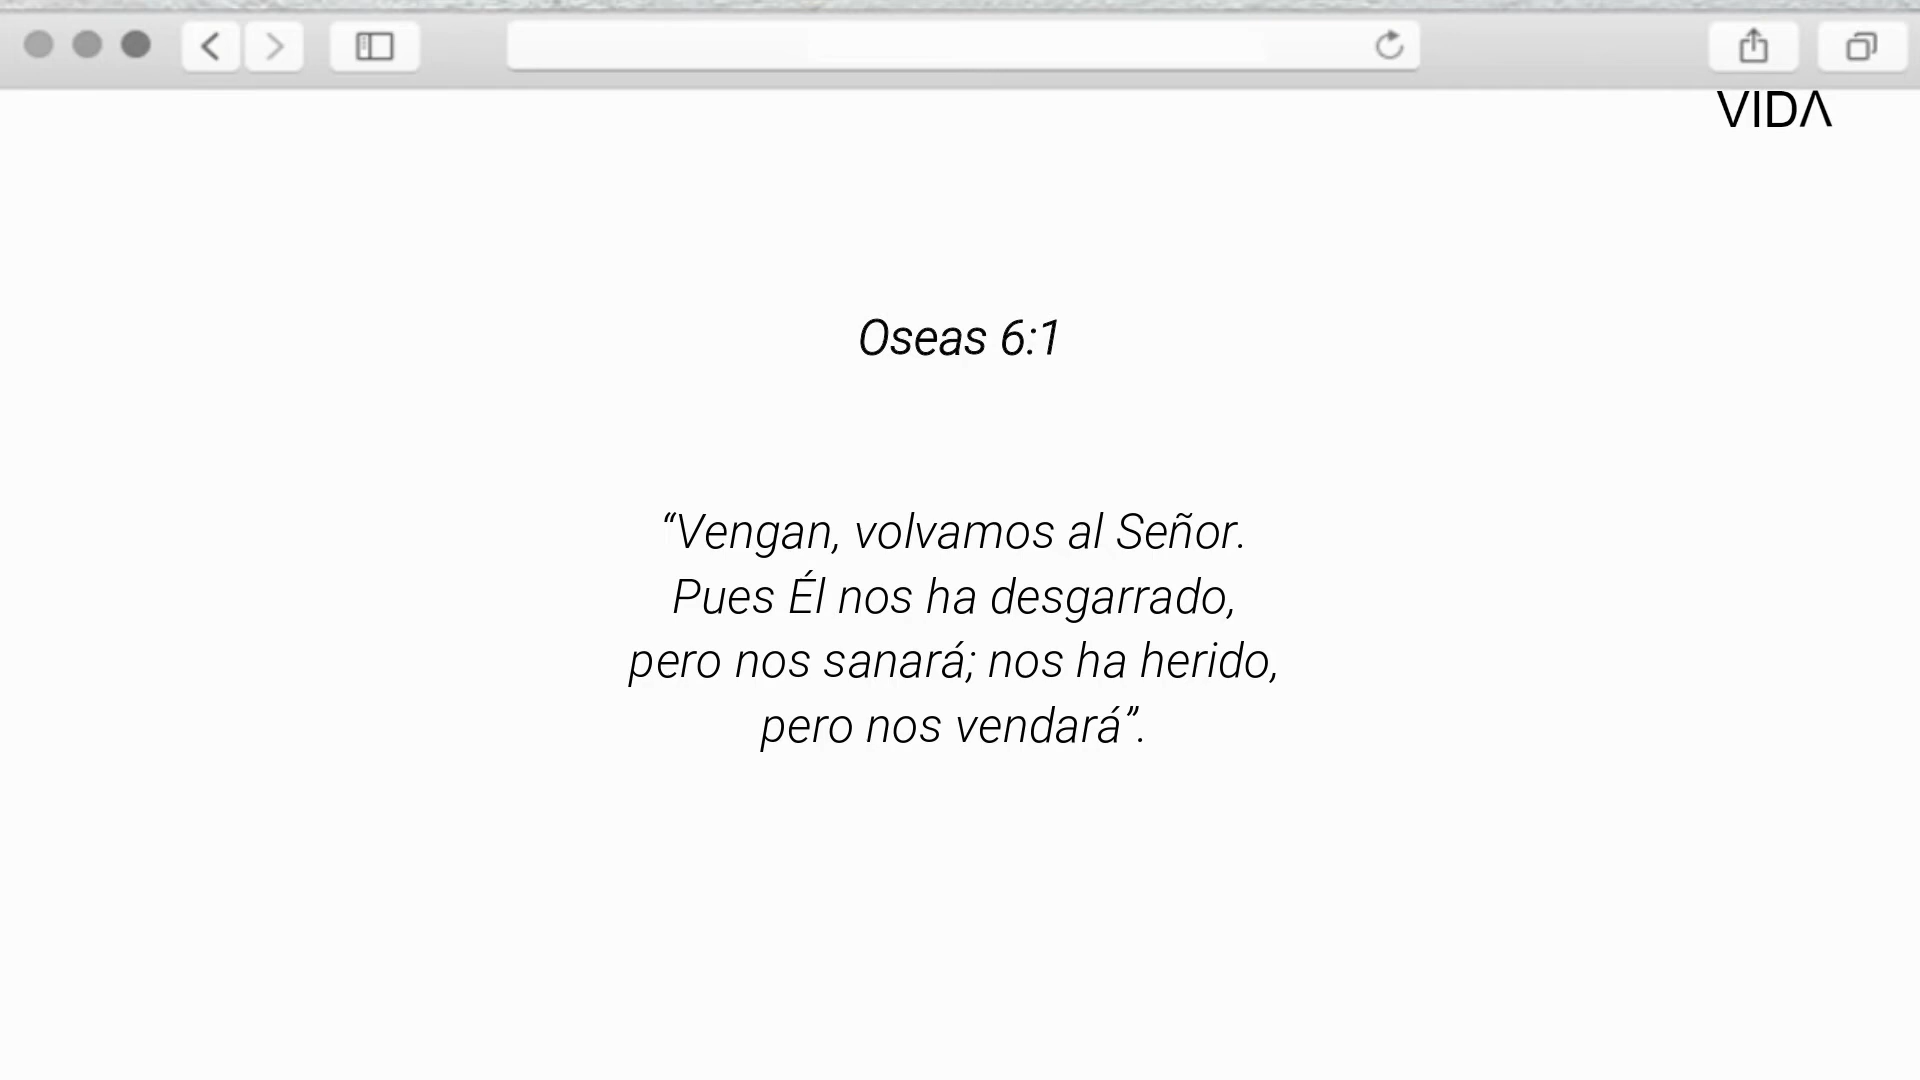 VIDA
Oseas 6:1
“Vengan, volvamos al Señor.
Pues Él nos ha desgarrado,
pero nos sanará; nos ha herido,
pero nos vendará”.